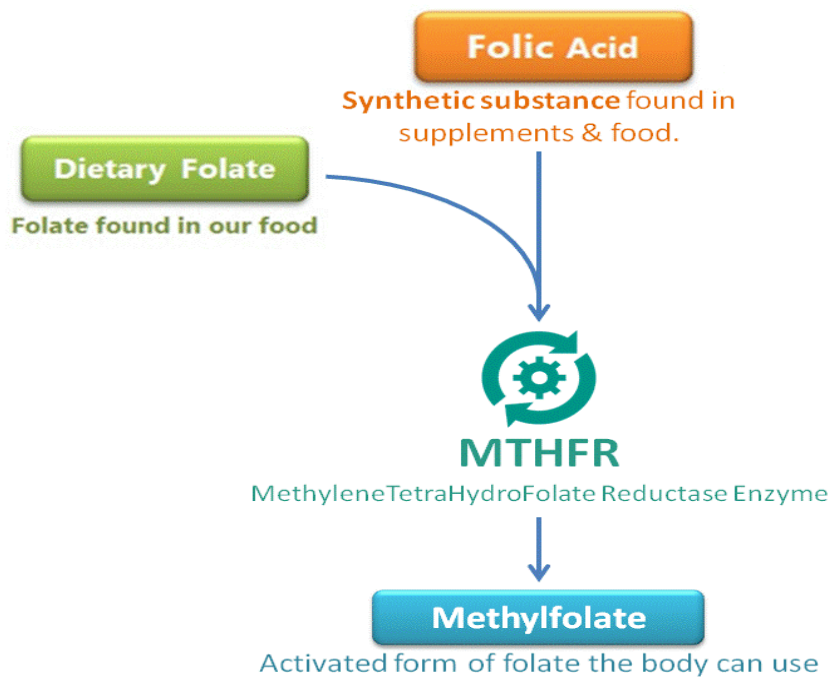 Folic Acid
Synthetic substance found in
supplements & food.
Dietary Folate
Folate found in our food
MTHFR
MethyleneTetraHydroFolate Reductase Enzyme
Methylfolate
Activated form of folate the body can use